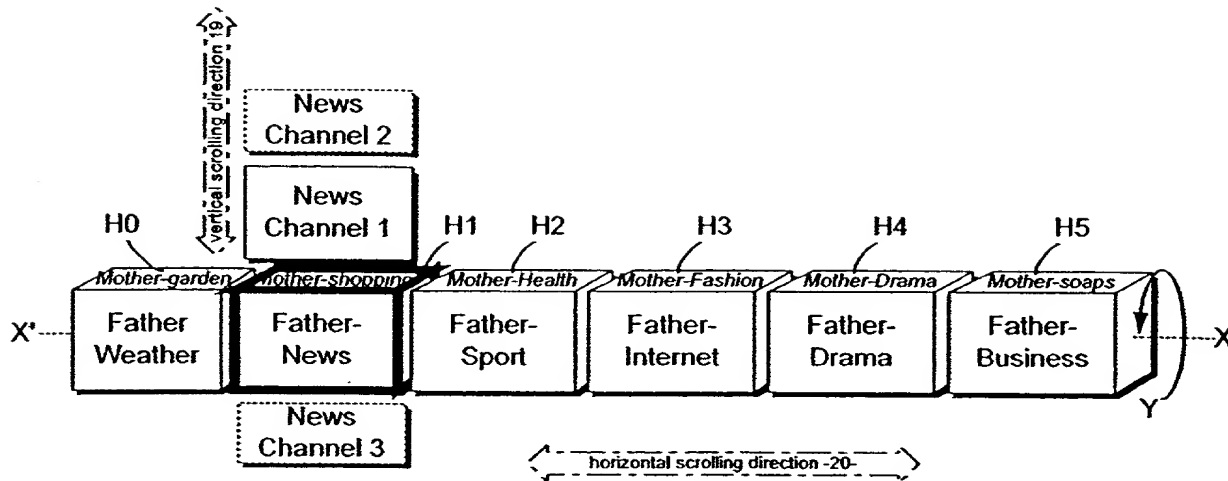 vertical scrolling direction 19
News
Channel 2
News
Channel 1
H0
H1
H2
H3
H4
H5
Mother-garden
Mother-shopping
Mother-Health
Mother-Fashion
Mother-Drama
Mother-soaps
X'
Father
Weather
Father-
News
Father-
Sport
Father-
Internet
Father-
Drama
Father-
Business
X
Y
News
Channel 3
horizontal scrolling direction -20-